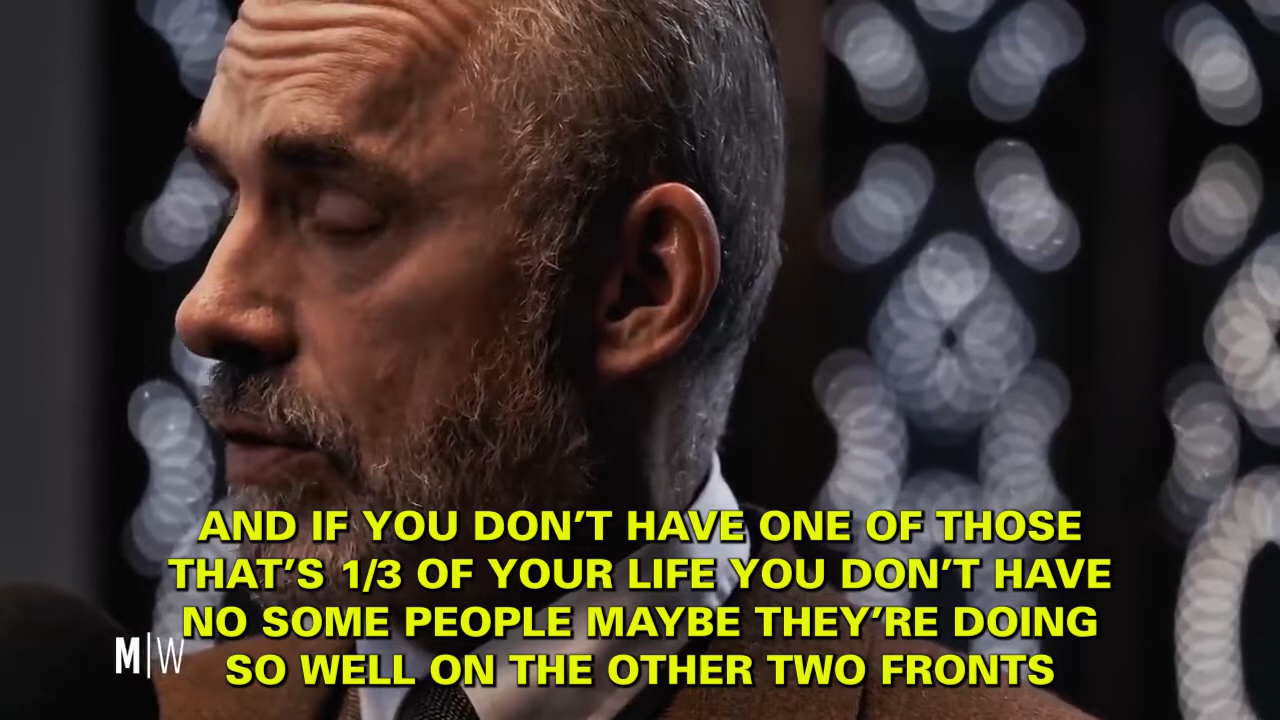 AND IF YOU DON'T HAVE ONE OF THOSE
THAT'S 1/3 OF YOUR LIFE YOU DON'T HAVE
NO SOME PEOPLE MAYBE THEY'RE DOING
SO WELL ON THE OTHER TWO FRONTS
M|W